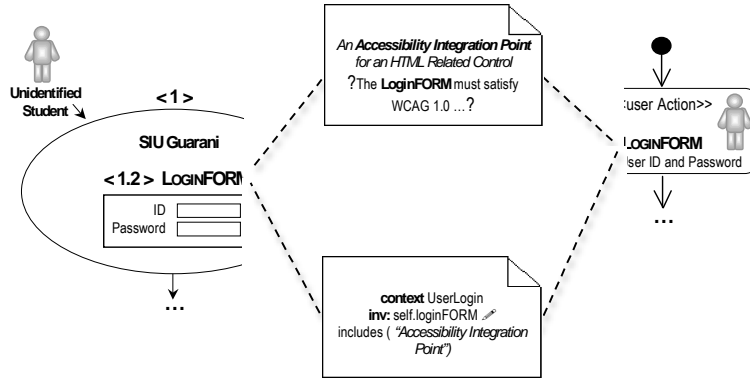 Unidentified
Student
<1>
SIU Guarani
<1.2> LOGINFORM
ID
Password
...
An Accessibility Integration Point
for an HTML Related Control
?The LoginFORM must satisfy
WCAG 1.0 ...?
context UserLogin
inv: self.loginFORM
includes ( “Accessibility Integration
Point”)
user Action>>
LOGINFORM
User ID and Password
...